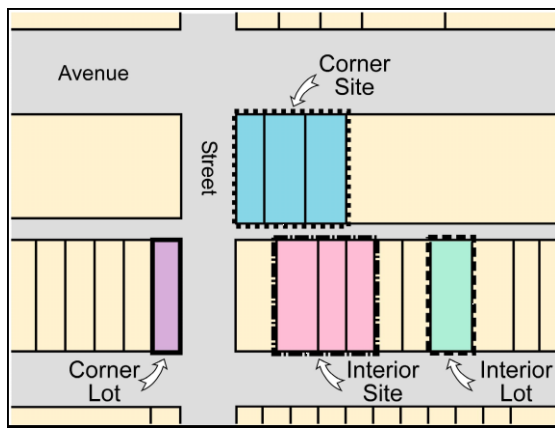 Avenue
Corner
Site
Street
Corner
Lot
Interior
Site
Interior
Lot